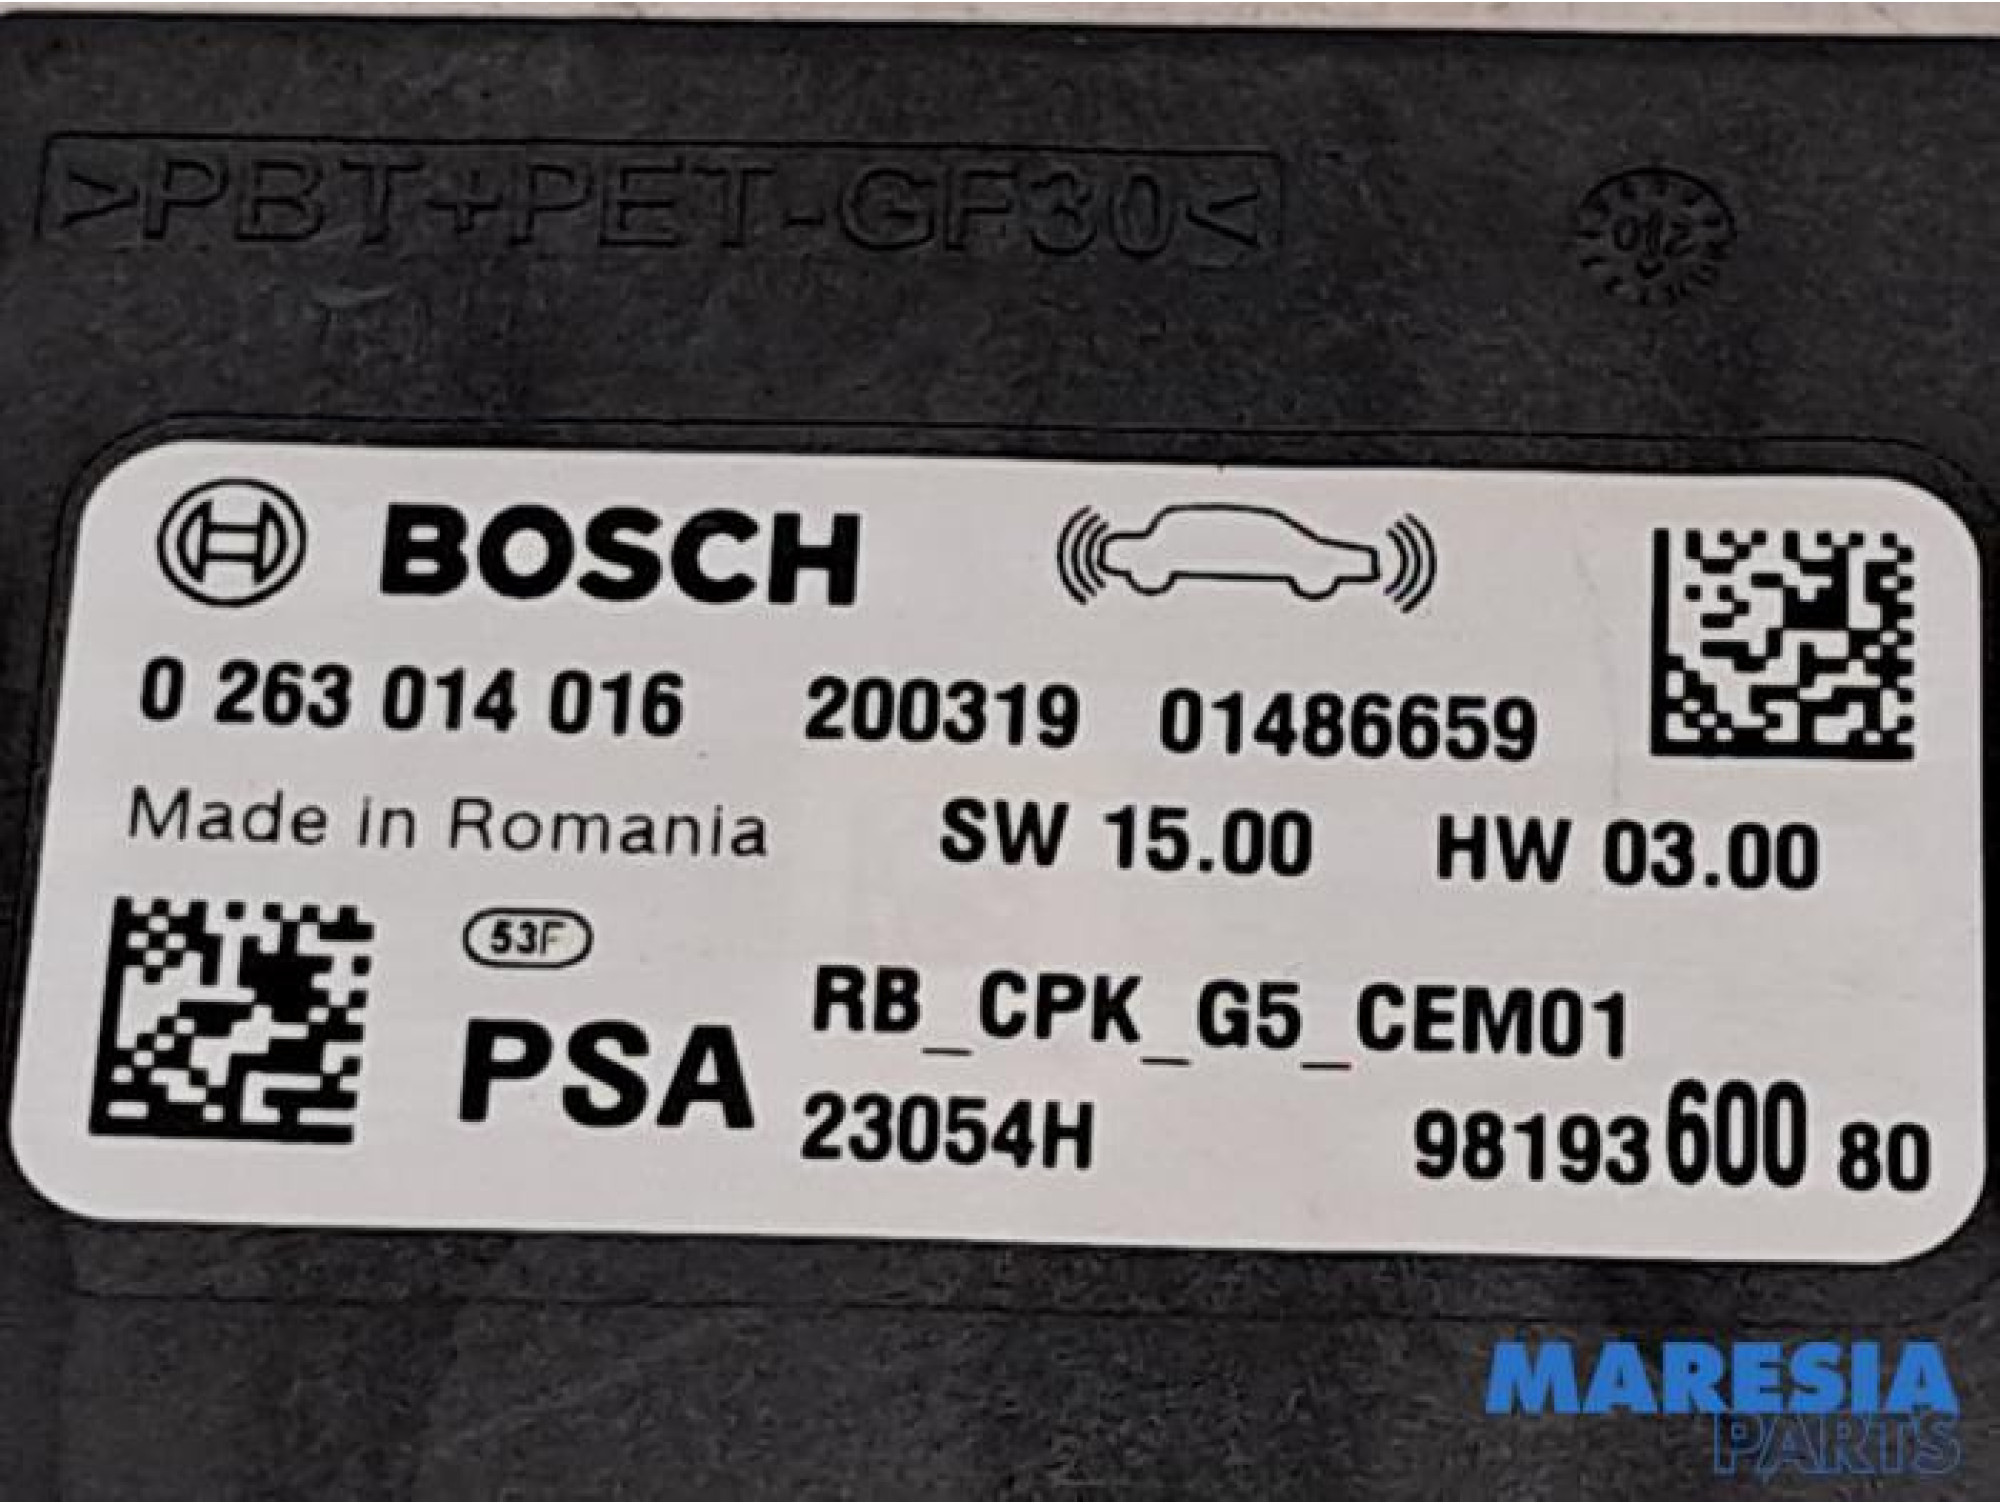 >PBT+PET-GF30<
BOSCH
0 263 014 016 200319 01486659
Made in Romania SW 15.00 HW 03.00
53F
RB_CPK_G5_CEM01
PSA
23054H 98193 600 80
MARESIA
PARTS